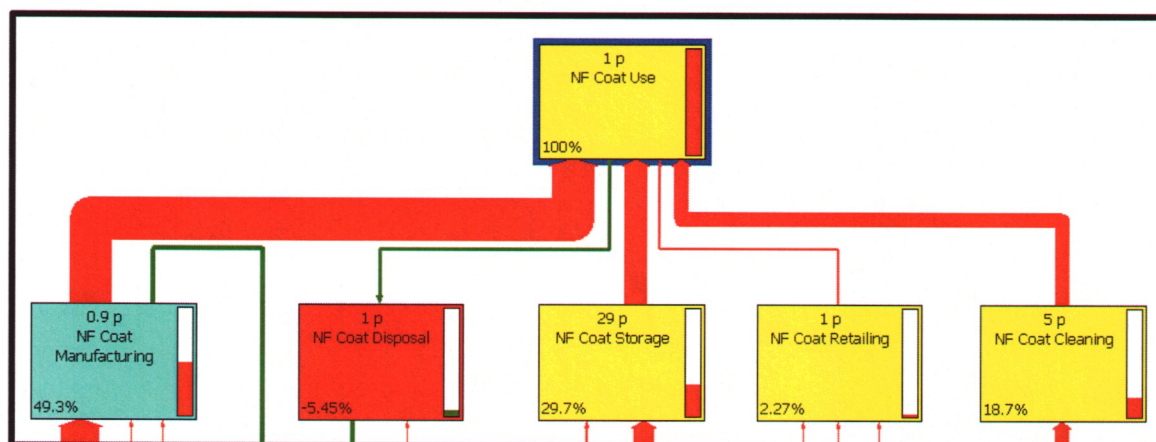 1 p
NF Coat Use
100%
0.9 p
NF Coat
Manufacturing
49.3%
1 p
NF Coat Disposal
-5.45%
29 p
NF Coat Storage
29.7%
1 p
NF Coat Retailing
2.27%
5 p
NF Coat Cleaning
18.7%